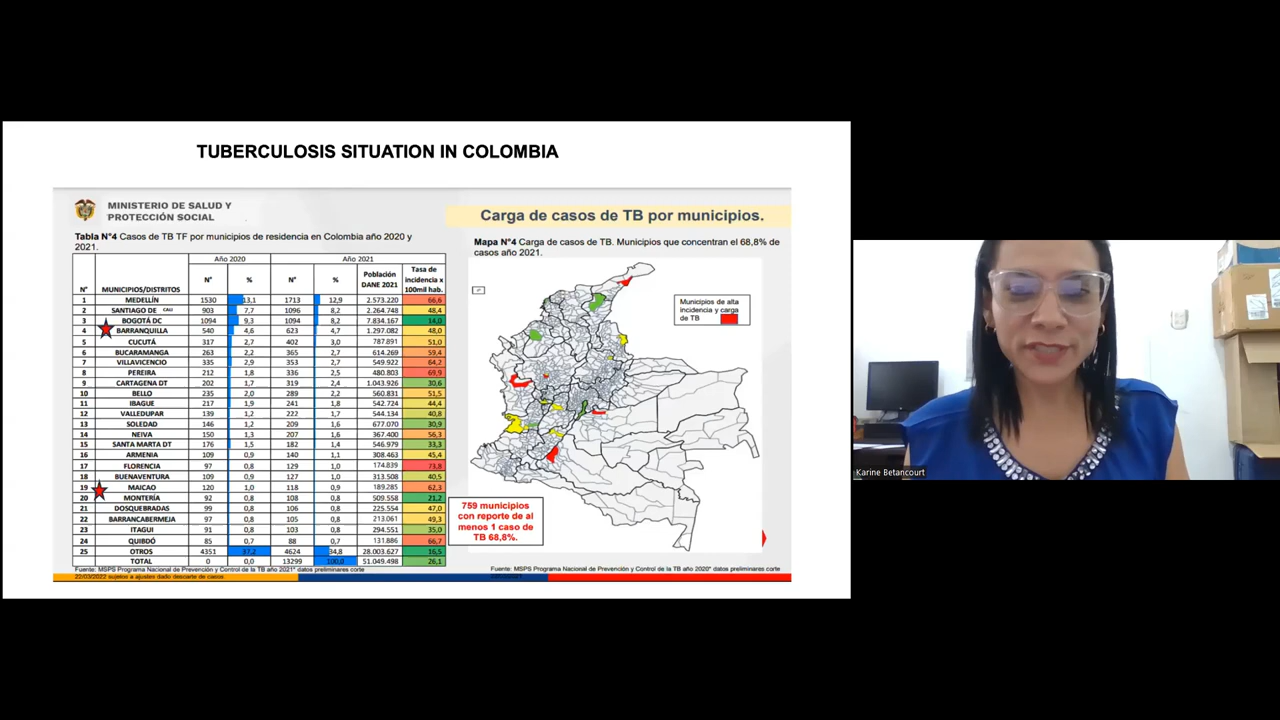 TUBERCULOSIS SITUATION IN COLOMBIA
MINISTERIO DE SALUD Y
PROTECCIÓN SOCIAL
Carga de casos de TB por municipios.
Tabla N°4 Casos de TB TF por municipios de residencia en Colombia año 2020 y
2021.
Año 2020 Año 2021
N° MUNICIPIOS/DISTRITOS N° % N° % Población DANE 2021 Tasa de incidencia x 100mil hab.
1 MEDELLÍN 1530 13,1 1713 12,9 2.573.220 66,6
2 SANTIAGO DE CAU 903 7,7 1096 8,2 2.264.748 48,4
3 BOGOTÁ DC 1094 9,3 1094 8,2 7.834.167 14,0
4 BARRANQUILLA 540 4,6 623 4,7 1.297.082 48,0
5 CUCUTÁ 317 2,7 402 3,0 787.891 51,0
6 BUCARAMANGA 263 2,2 365 2,7 614.269 59,4
7 VILLAVICENCIO 335 2,9 353 2,7 549.922 64,2
8 PEREIRA 212 1,8 336 2,5 480.803 69,9
9 CARTAGENA DT 202 1,7 319 2,4 1.043.926 30,6
10 BELLO 235 2,0 289 2,2 560.831 51,5
11 IBAGUE 217 1,9 241 1,8 542.724 44,4
12 VALLEDUPAR 139 1,2 222 1,7 544.134 40,8
13 SOLEDAD 146 1,2 209 1,6 677.070 30,9
14 NEIVA 150 1,3 207 1,6 367.400 56,3
15 SANTA MARTA DT 176 1,5 182 1,4 546.979 33,3
16 ARMENIA 109 0,9 140 1,1 308.463 45,4
17 FLORENCIA 97 0,8 129 1,0 174.839 73,8
18 BUENAVENTURA 109 0,9 127 1,0 313.508 40,5
19 MAICAO 120 1,0 118 0,9 189.285 62,3
20 MONTERÍA 92 0,8 108 0,8 509.558 21,2
21 DOSQUEBRADAS 99 0,8 106 0,8 225.554 47,0
22 BARRANCABERMEJA 97 0,8 105 0,8 213.061 49,3
23 ITAGUI 91 0,8 103 0,8 294.551 35,0
24 QUIBDÓ 85 0,7 88 0,7 131.886 66,7
25 OTROS 4351 37,2 4624 34,8 28.003.627 16,5
TOTAL 0 0,0 13299 100,0 51.049.498 26,1
Fuente: MSPS Programa Nacional de Prevención y Control de la TB año 2021* datos preliminares corte
22/03/2022 sujetos a ajustes dado descarte de casos.
Mapa N°4 Carga de casos de TB. Municipios que concentran el 68,8% de
casos año 2021.
Municipios de alta
incidencia y carga
de TB
759 municipios
con reporte de al
menos 1 caso de
TB 68,8%.
Fuente: MSPS Programa Nacional de Prevención y Control de la TB año 2020* datos preliminares corte
Karine Betancourt